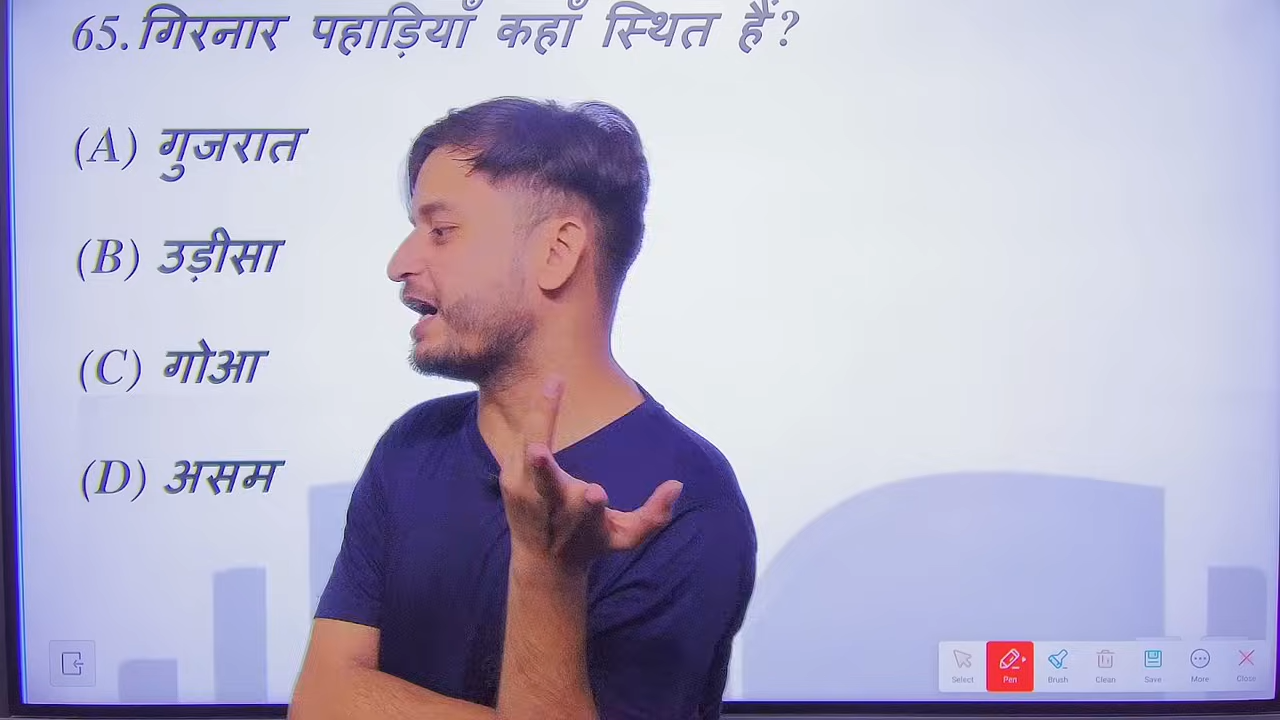 65. गिरनार पहाड़ियाँ कहाँ स्थित हैं?
(A) गुजरात
(B) उड़ीसा
(C) गोआ
(D) असम
Select Pen Brush Clean Save More Close